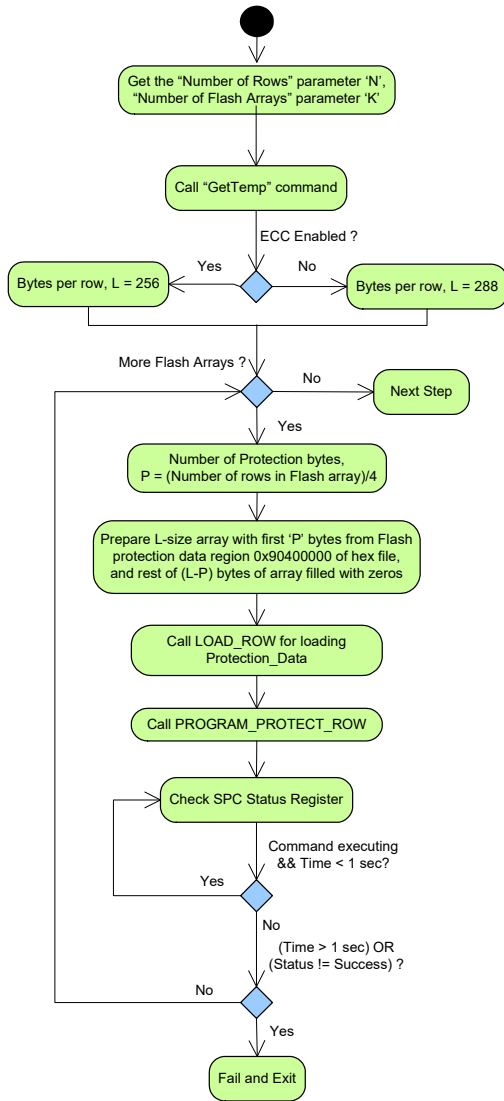 Get the “Number of Rows” parameter ‘N’,
“Number of Flash Arrays” parameter ‘K’
Call “GetTemp” command
ECC Enabled ?
Yes
No
Bytes per row, L = 256
Bytes per row, L = 288
More Flash Arrays ?
No
Next Step
Yes
Number of Protection bytes,
P = (Number of rows in Flash array)/4
Prepare L-size array with first ‘P’ bytes from Flash
protection data region 0x90400000 of hex file,
and rest of (L-P) bytes of array filled with zeros
Call LOAD_ROW for loading
Protection_Data
Call PROGRAM_PROTECT_ROW
Check SPC Status Register
Command executing
&& Time < 1 sec?
Yes
No
(Time > 1 sec) OR
(Status != Success) ?
No
Yes
Fail and Exit